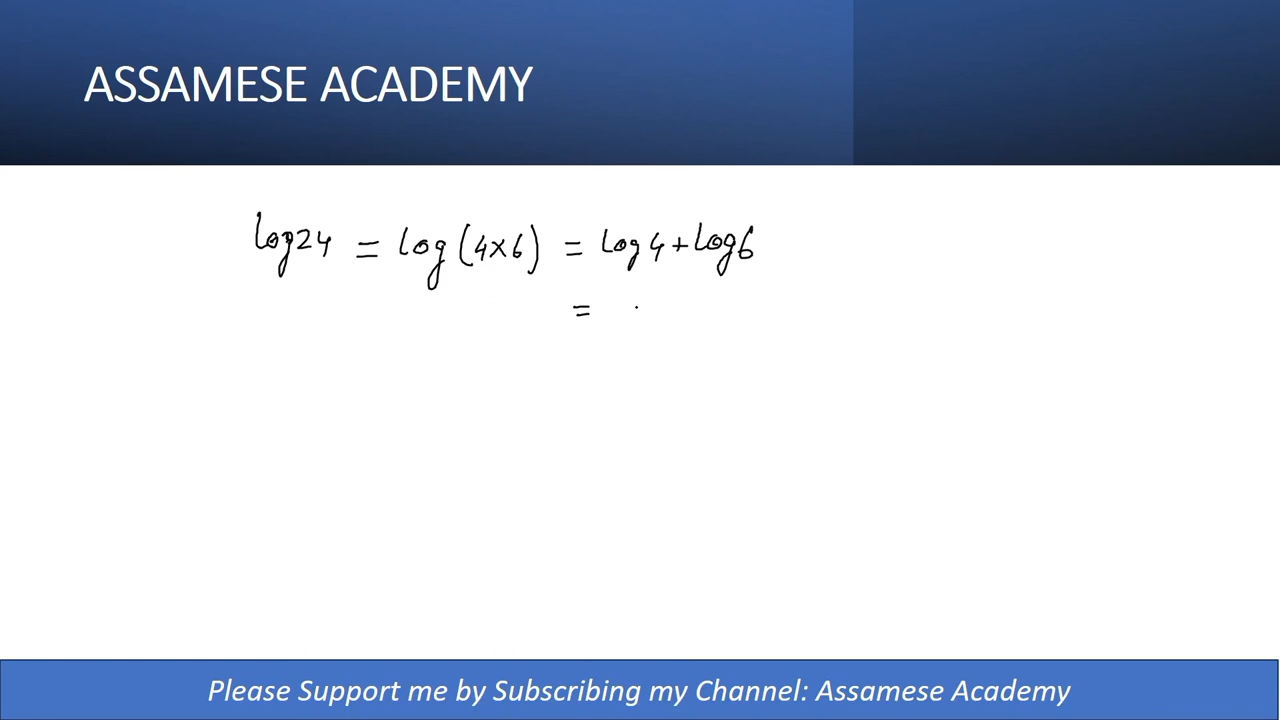 ASSAMESE ACADEMY
log24 = log(4×6) = log4+log6
=
Please Support me by Subscribing my Channel: Assamese Academy